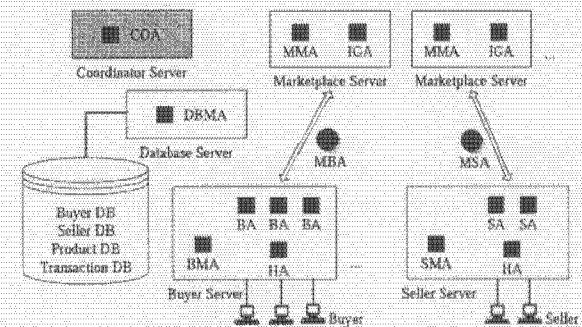 COA
Coordinator Server
MMA IGA
Marketplace Server
MMA IGA
Marketplace Server
...
DBMA
Database Server
MBA
MSA
Buyer DB
Seller DB
Product DB
Transaction DB
BA BA BA
BMA
HA
...
Buyer Server
Buyer
SA SA
SMA
HA
Seller Server
Seller